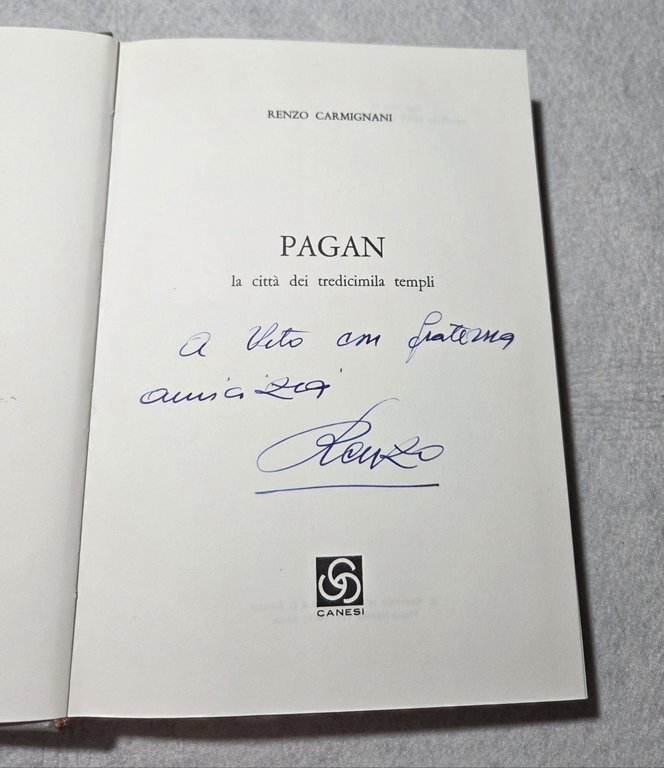 RENZO CARMIGNANI
PAGAN
la città dei tredicimila templi
A Vito con fraterna
amicizia
Renzo
CANESI